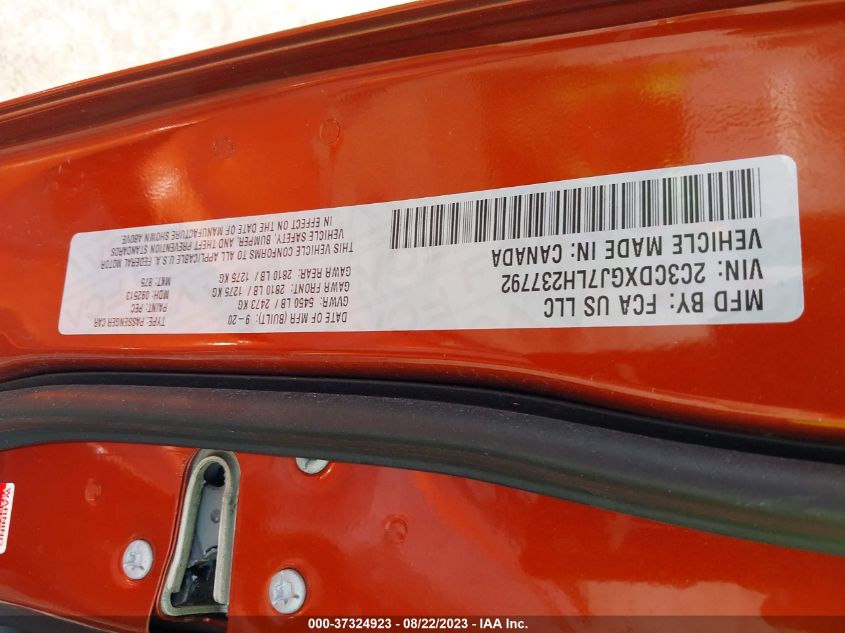 MFD BY: FCA US LLC
VIN: 2C3CDXGJ7LH237792
VEHICLE MADE IN: CANADA
DATE OF MFR (BUILT): 9-20
GVWR: 5450 LB / 2472 KG
GAWR FRONT: 2810 LB / 1275 KG
GAWR REAR: 2810 LB / 1275 KG
THIS VEHICLE CONFORMS TO ALL APPLICABLE U.S.A. FEDERAL MOTOR
VEHICLE SAFETY, BUMPER, AND THEFT PREVENTION STANDARDS
IN EFFECT ON THE DATE OF MANUFACTURE SHOWN ABOVE
TYPE: PASSENGER CAR
PAINT: PEC
MDH: 092513
MKT: 875
WARNING
000-37324923 - 08/22/2023 - IAA Inc.